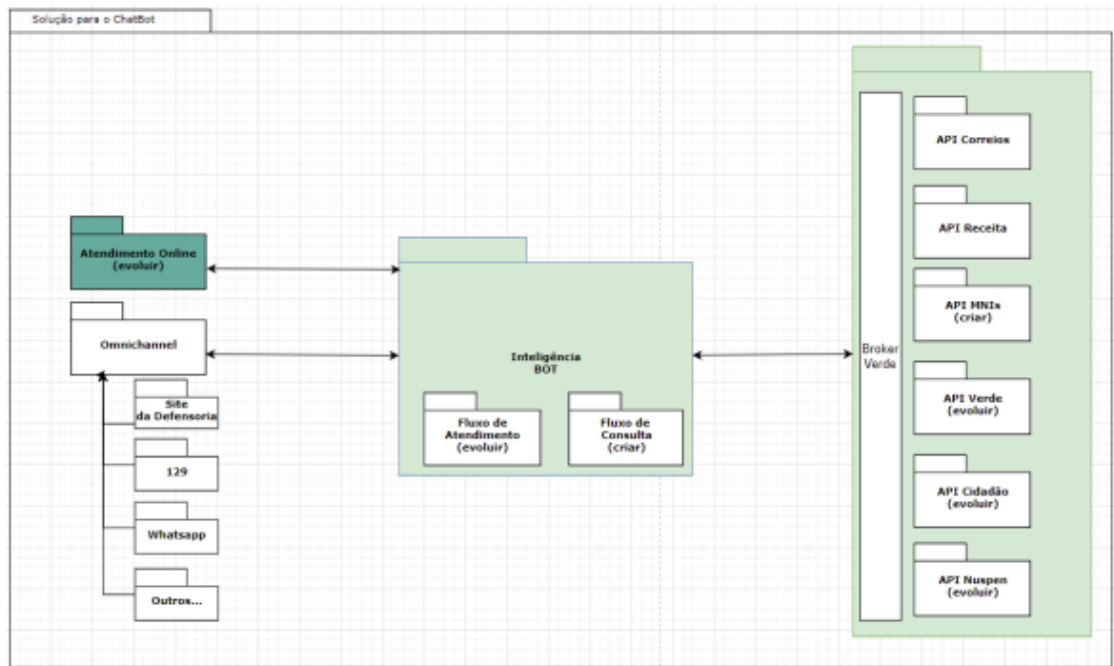 Solução para o ChatBot
Atendimento Online
(evoluir)
Omnichannel
Site
da Defensoria
129
Whatsapp
Outros...
Inteligência
BOT
Fluxo de
Atendimento
(evoluir)
Fluxo de
Consulta
(criar)
Broker
Verde
API Correios
API Receita
API MNIs
(criar)
API Verde
(evoluir)
API Cidadão
(evoluir)
API Nuspen
(evoluir)